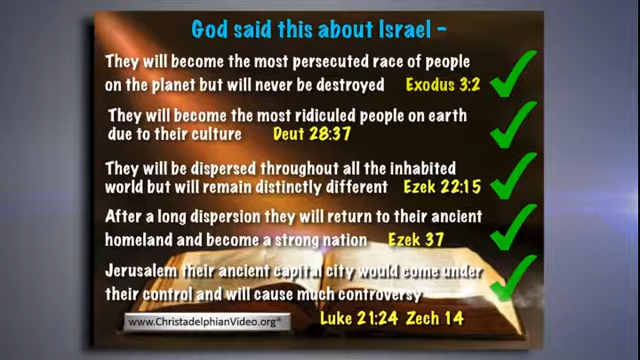 God said this about Israel -
They will become the most persecuted race of people
on the planet but will never be destroyed Exodus 3:2
They will become the most ridiculed people on earth
due to their culture Deut 28:37
They will be dispersed throughout all the inhabited
world but will remain distinctly different Ezek 22:15
After a long dispersion they will return to their ancient
homeland and become a strong nation Ezek 37
Jerusalem their ancient capital city would come under
their control and will cause much controversy
www.ChristadelphianVideo.org® Luke 21:24 Zech 14